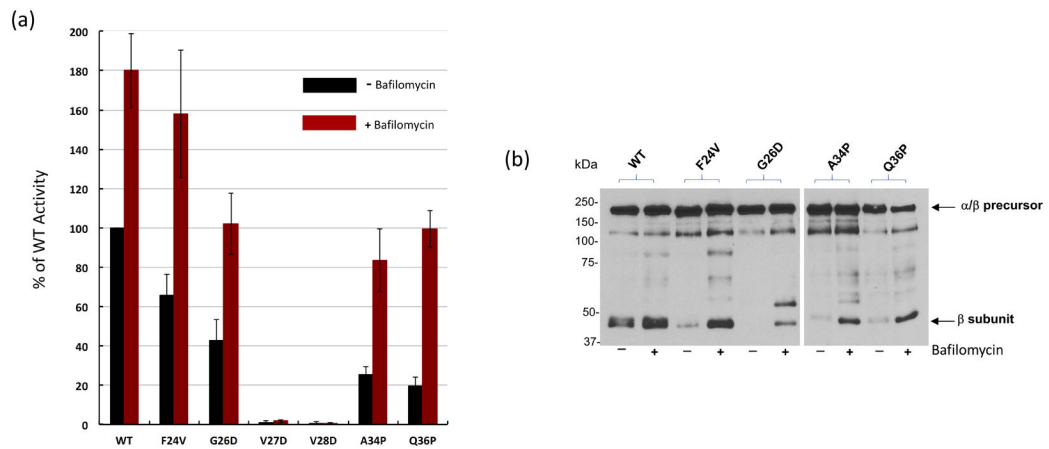 (a)
% of WT Activity
200
180
160
140
120
100
80
60
40
20
0
- Bafilomycin
+ Bafilomycin
WT F24V G26D V27D V28D A34P Q36P
(b)
kDa
WT F24V G26D A34P Q36P
250-
150-
100-
75-
50-
37-
α/β precursor
β subunit
– + – + – + – + – + Bafilomycin